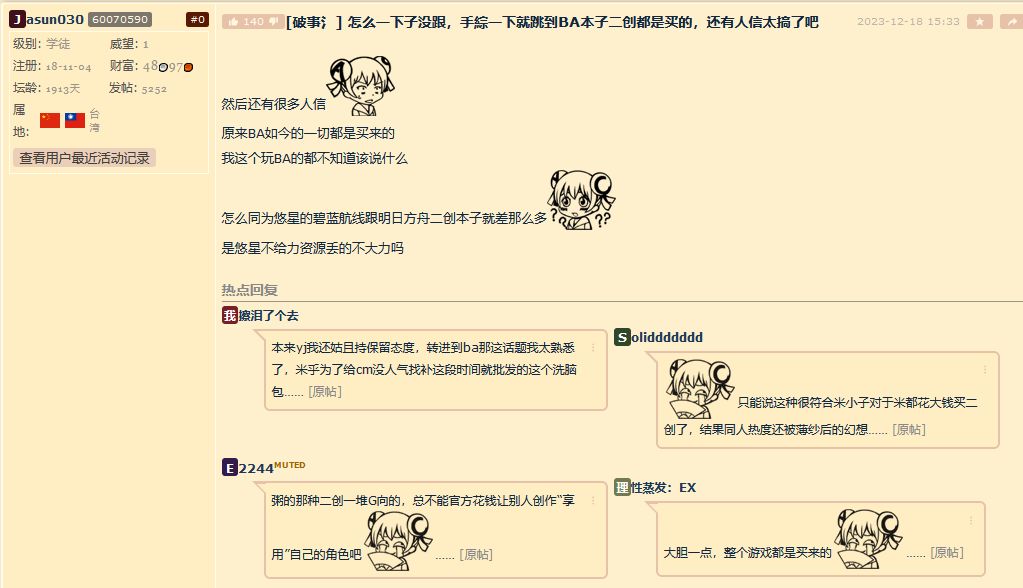 Jasun030 60070590 #0
级别: 学徒 威望: 1
注册: 18-11-04 财富: 48 97
坛龄: 1913天 发帖: 5252
属地: 台湾
查看用户最近活动记录
140 [破事氵] 怎么一下子没跟，手綜一下就跳到BA本子二创都是买的，还有人信太搞了吧 2023-12-18 15:33
然后还有很多人信
原来BA如今的一切都是买来的
我这个玩BA的都不知道该说什么
怎么同为悠星的碧蓝航线跟明日方舟二创本子就差那么多
是悠星不给力资源丢的不大力吗
热点回复
我擦泪了个去
本来yj我还姑且持保留态度，转进到ba那这话题我太熟悉
了，米乎为了给cm没人气找补这段时间就批发的这个洗脑
包...... [原帖]
Soliddddddd
只能说这种很符合米小子对于米都花大钱买二
创了，结果同人热度还被薄纱后的幻想...... [原帖]
E2244 MUTED
粥的那种二创一堆G向的，总不能官方花钱让别人创作“享
用”自己的角色吧 ...... [原帖]
理性蒸发：EX
大胆一点，整个游戏都是买来的 ...... [原帖]